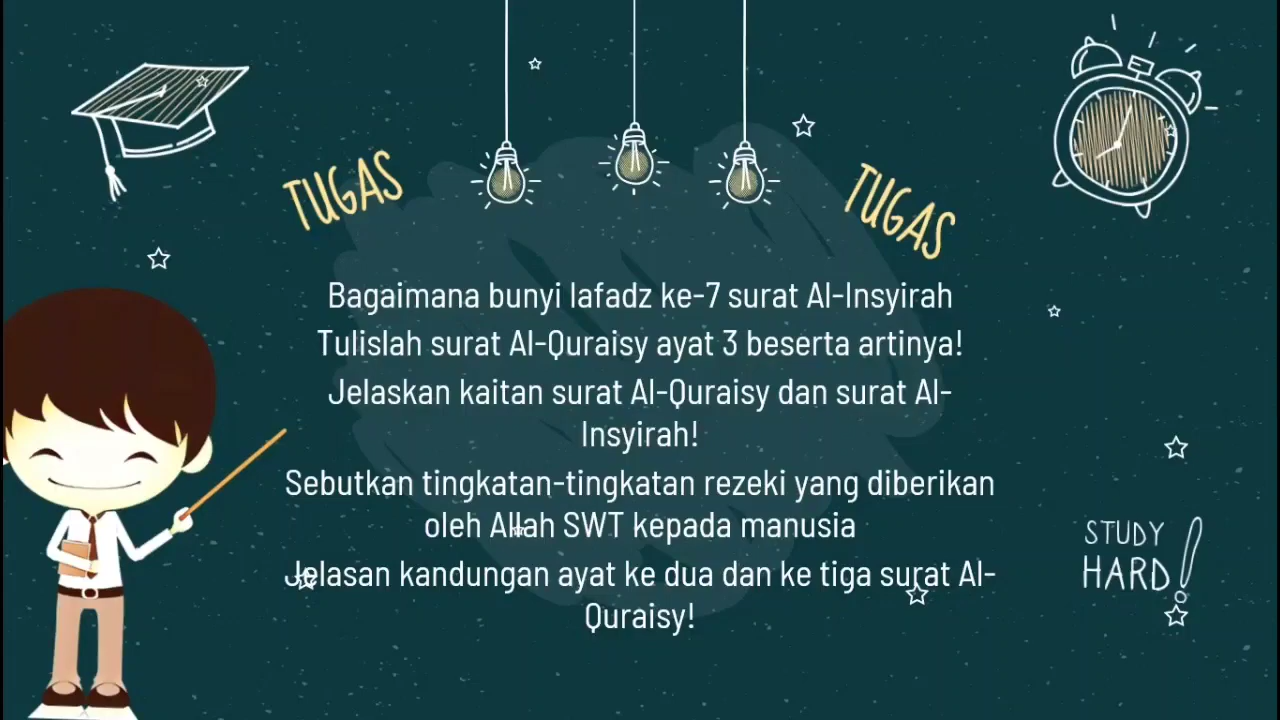 TUGAS
TUGAS
Bagaimana bunyi lafadz ke-7 surat Al-Insyirah
Tulislah surat Al-Quraisy ayat 3 beserta artinya!
Jelaskan kaitan surat Al-Quraisy dan surat Al-
Insyirah!
Sebutkan tingkatan-tingkatan rezeki yang diberikan
oleh Allah SWT kepada manusia
Jelasan kandungan ayat ke dua dan ke tiga surat Al-
Quraisy!
STUDY
HARD!